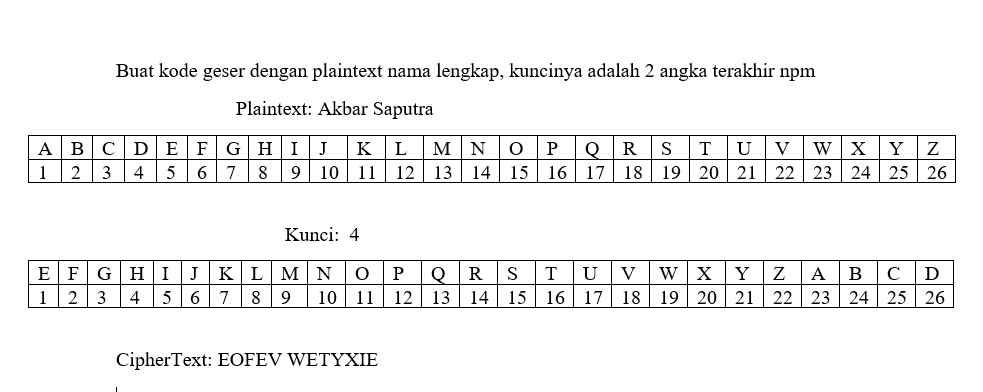 Buat kode geser dengan plaintext nama lengkap, kuncinya adalah 2 angka terakhir npm
Plaintext: Akbar Saputra
A B C D E F G H I J K L M N O P Q R S T U V W X Y Z
1 2 3 4 5 6 7 8 9 10 11 12 13 14 15 16 17 18 19 20 21 22 23 24 25 26
Kunci: 4
E F G H I J K L M N O P Q R S T U V W X Y Z A B C D
1 2 3 4 5 6 7 8 9 10 11 12 13 14 15 16 17 18 19 20 21 22 23 24 25 26
CipherText: EOFEV WETYXIE